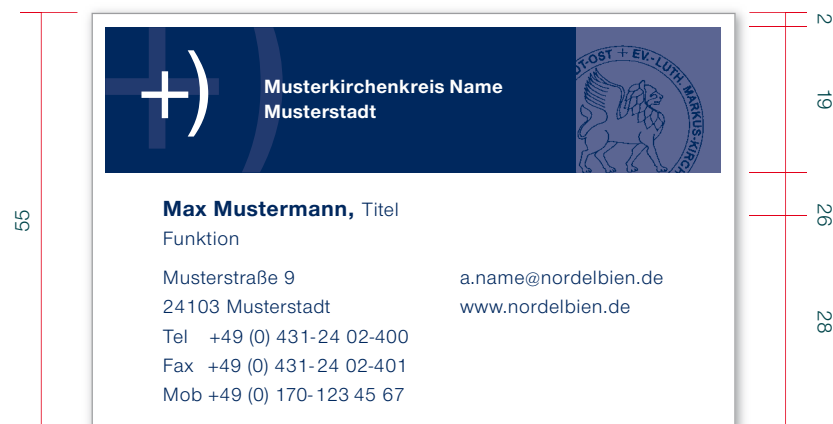 +)
Musterkirchenkreis Name
Musterstadt
T-OST + EV.-LUTH. MARKUS-KIRCH
Max Mustermann, Titel
Funktion
Musterstraße 9
24103 Musterstadt
Tel +49 (0) 431-24 02-400
Fax +49 (0) 431-24 02-401
Mob +49 (0) 170-123 45 67
a.name@nordelbien.de
www.nordelbien.de
55
2
19
26
28